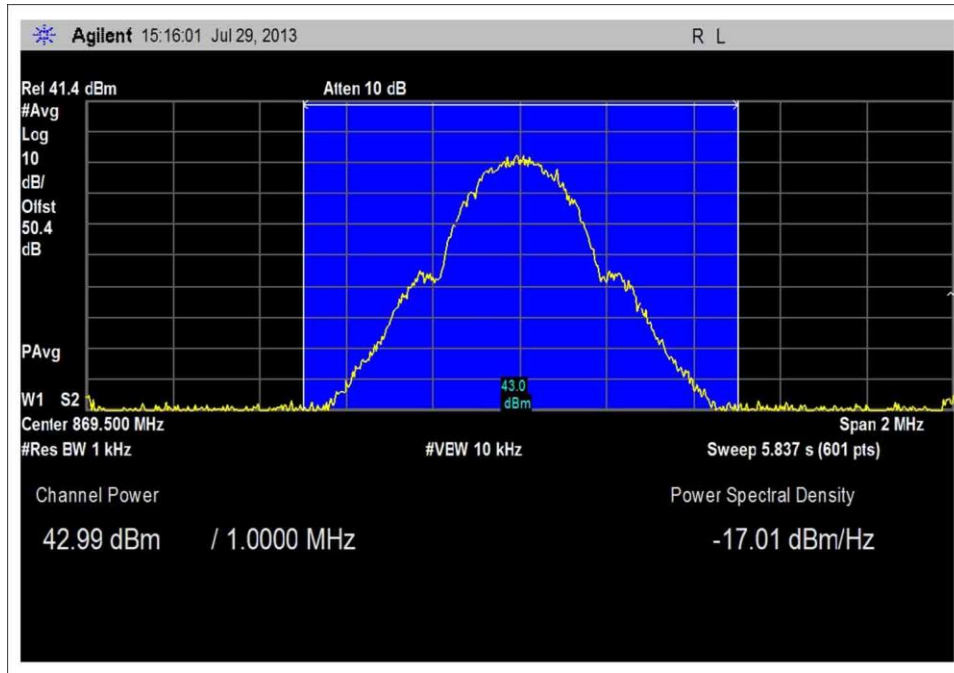 Agilent 15:16:01 Jul 29, 2013 R L
Rel 41.4 dBm Atten 10 dB
#Avg
Log
10
dB/
Offst
50.4
dB
PAvg
43.0
dBm
W1 S2
Center 869.500 MHz Span 2 MHz
#Res BW 1 kHz #VBW 10 kHz Sweep 5.837 s (601 pts)
Channel Power Power Spectral Density
42.99 dBm / 1.0000 MHz -17.01 dBm/Hz